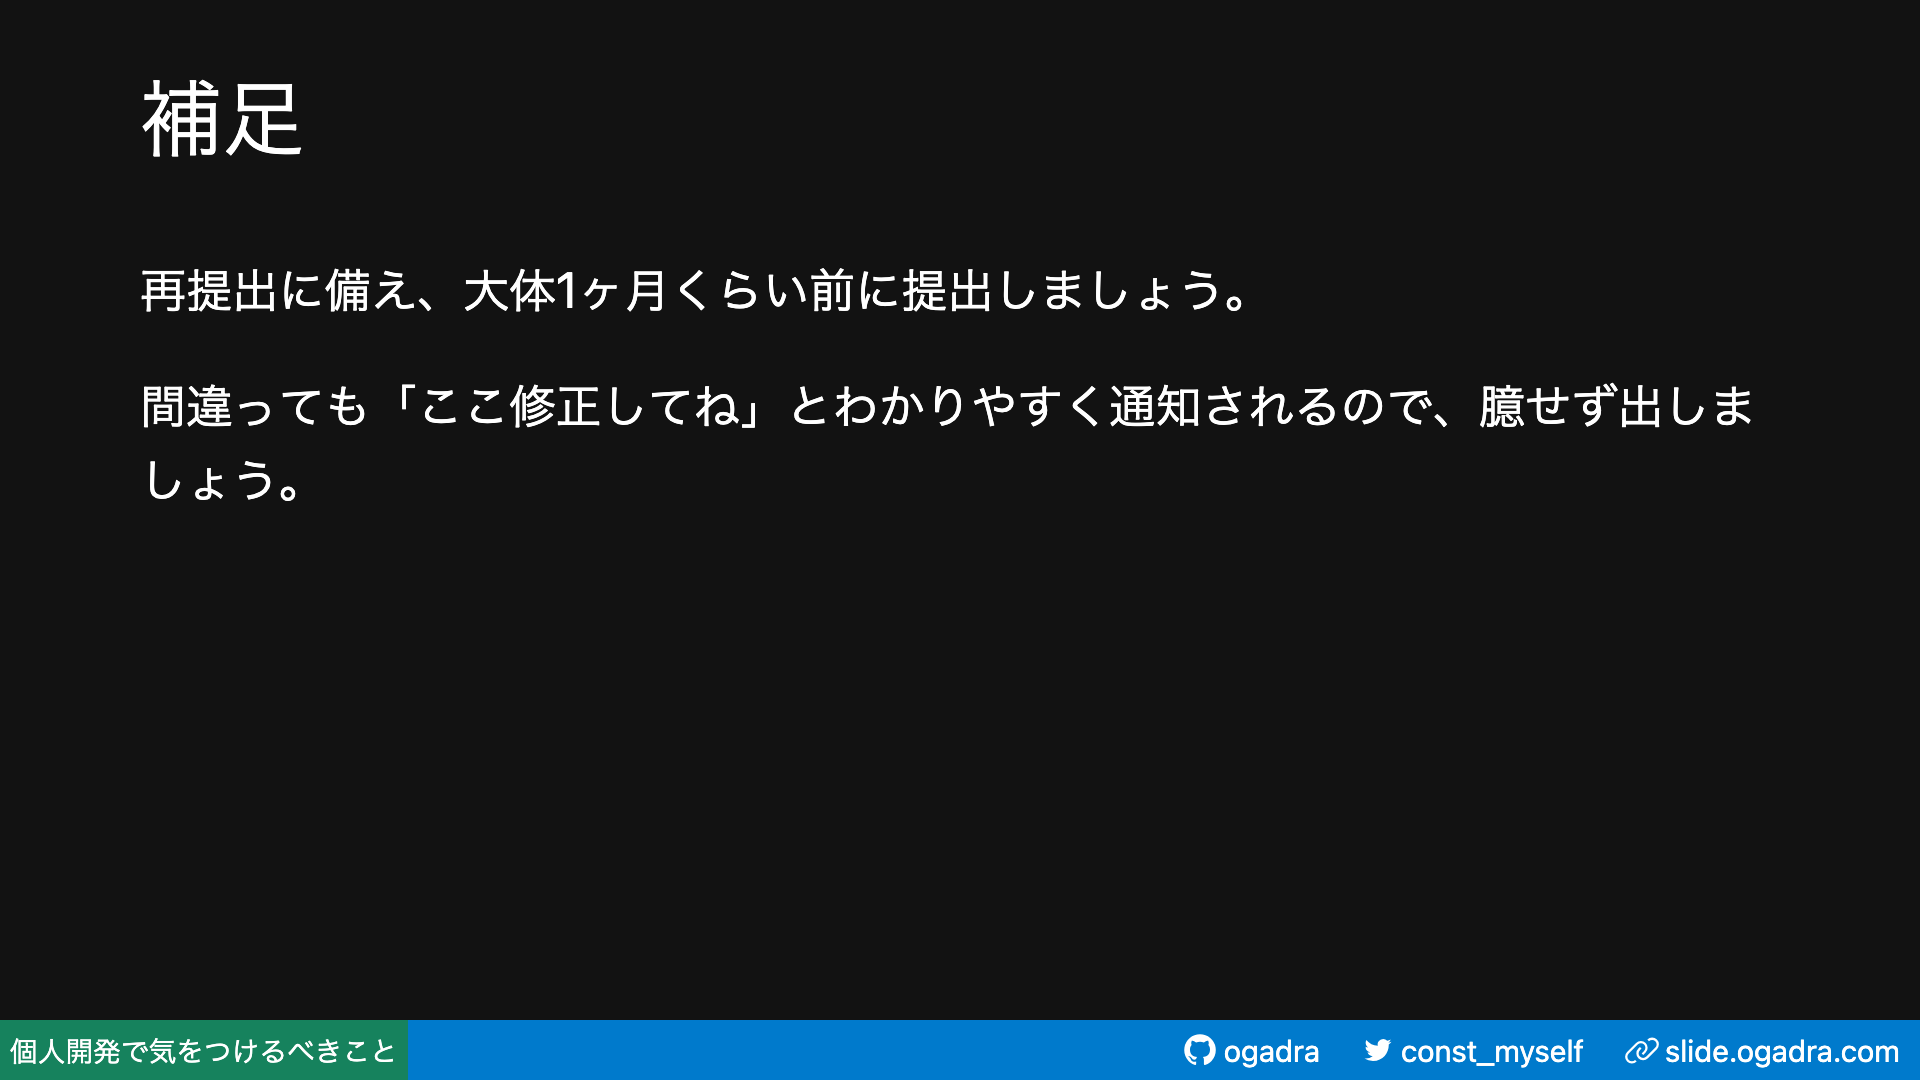 補足
再提出に備え、大体1ヶ月くらい前に提出しましょう。
間違っても「ここ修正してね」とわかりやすく通知されるので、臆せず出しま
しょう。
個人開発で気をつけるべきこと
ogadra
const_myself
slide.ogadra.com